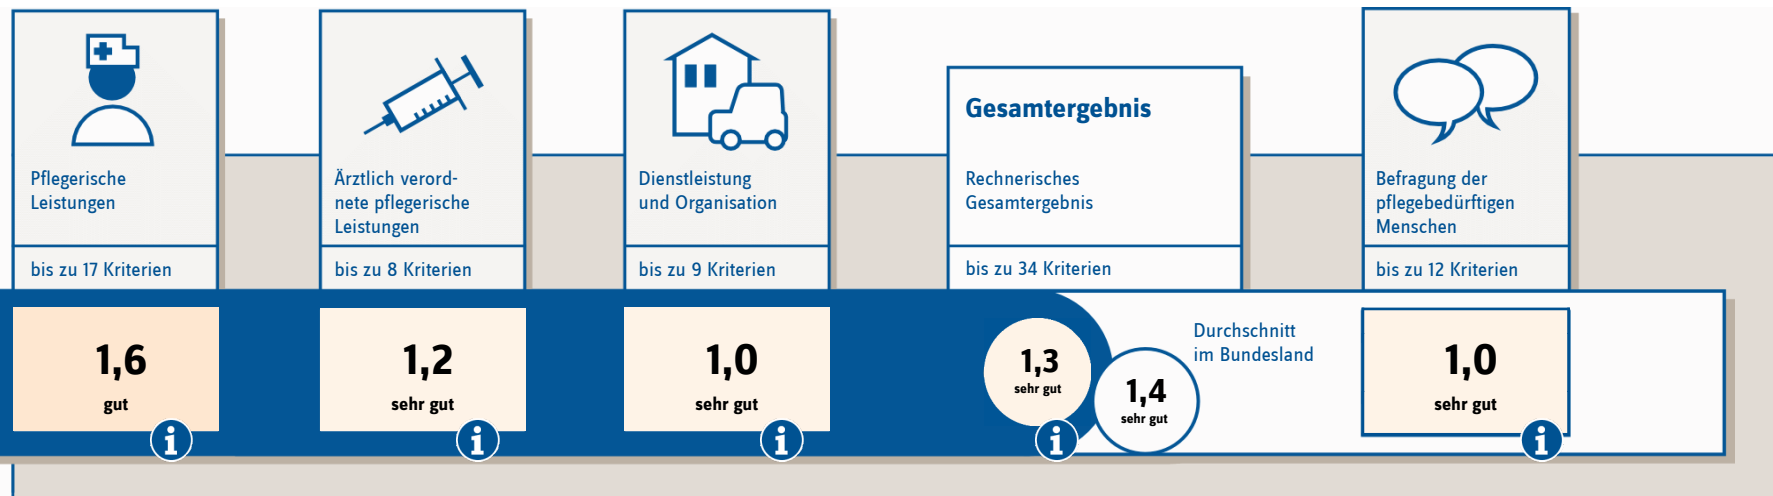 Pflegerische
Leistungen
bis zu 17 Kriterien
1,6
gut
i
Ärztlich verord-
nete pflegerische
Leistungen
bis zu 8 Kriterien
1,2
sehr gut
i
Dienstleistung
und Organisation
bis zu 9 Kriterien
1,0
sehr gut
i
Gesamtergebnis
Rechnerisches
Gesamtergebnis
bis zu 34 Kriterien
1,3
sehr gut
i
Durchschnitt
im Bundesland
1,4
sehr gut
Befragung der
pflegebedürftigen
Menschen
bis zu 12 Kriterien
1,0
sehr gut
i